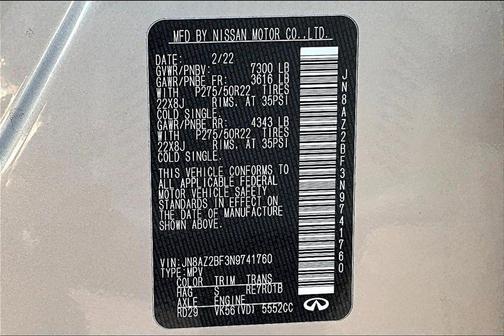 MFD BY NISSAN MOTOR CO.,LTD.
DATE: 2/22
GVWR/PNBV: 7300 LB
GAWR/PNBE FR: 3616 LB
WITH P275/50R22 TIRES
22X8J RIMS, AT 35PSI
COLD SINGLE.
GAWR/PNBE RR: 4343 LB
WITH P275/50R22 TIRES
22X8J RIMS, AT 35PSI
COLD SINGLE.
THIS VEHICLE CONFORMS TO
ALL APPLICABLE FEDERAL
MOTOR VEHICLE SAFETY
STANDARDS IN EFFECT
ON THE DATE OF
MANUFACTURE SHOWN
ABOVE.
VIN: JN8AZ2BF3N9741760
TYPE: MPV
COLOR TRIM TRANS
HAG S RE7R01B
AXLE ENGINE
RD29 VK56(VD) 5552CC
JN8AZ2BF3N9741760
INFINITI